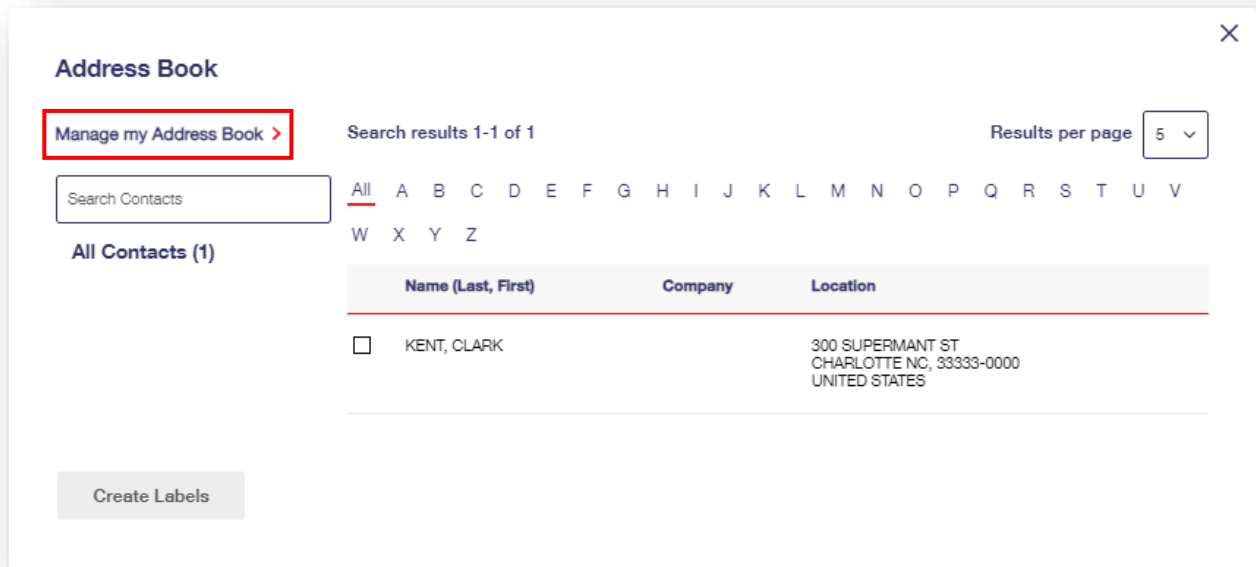 Address Book
Manage my Address Book
Search Contacts
All Contacts (1)
Search results 1-1 of 1
Results per page 5
All A B C D E F G H I J K L M N O P Q R S T U V
W X Y Z
Name (Last, First) Company Location
KENT, CLARK 300 SUPERMANT ST
CHARLOTTE NC, 33333-0000
UNITED STATES
Create Labels